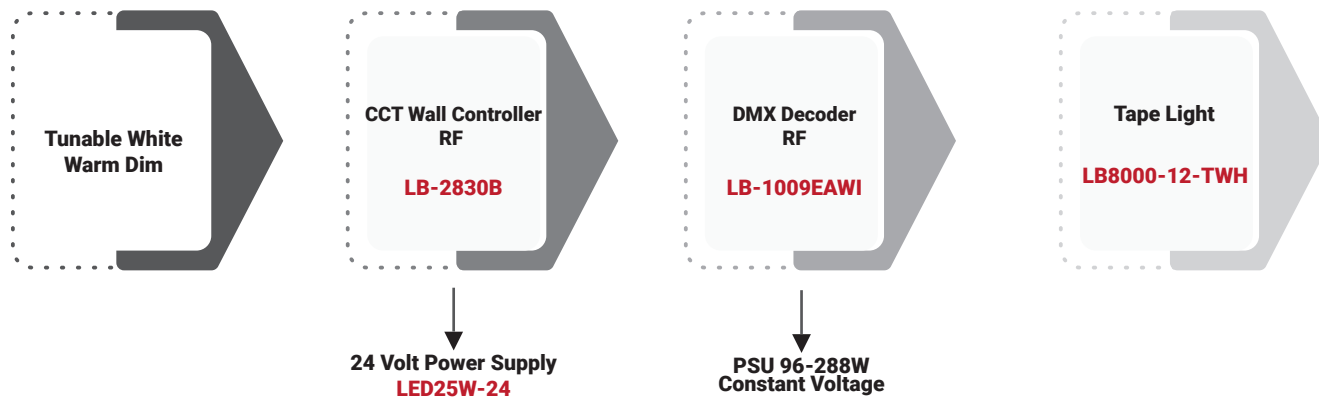 Tunable White
Warm Dim
CCT Wall Controller
RF
LB-2830B
24 Volt Power Supply
LED25W-24
DMX Decoder
RF
LB-1009EAWI
PSU 96-288W
Constant Voltage
Tape Light
LB8000-12-TWH